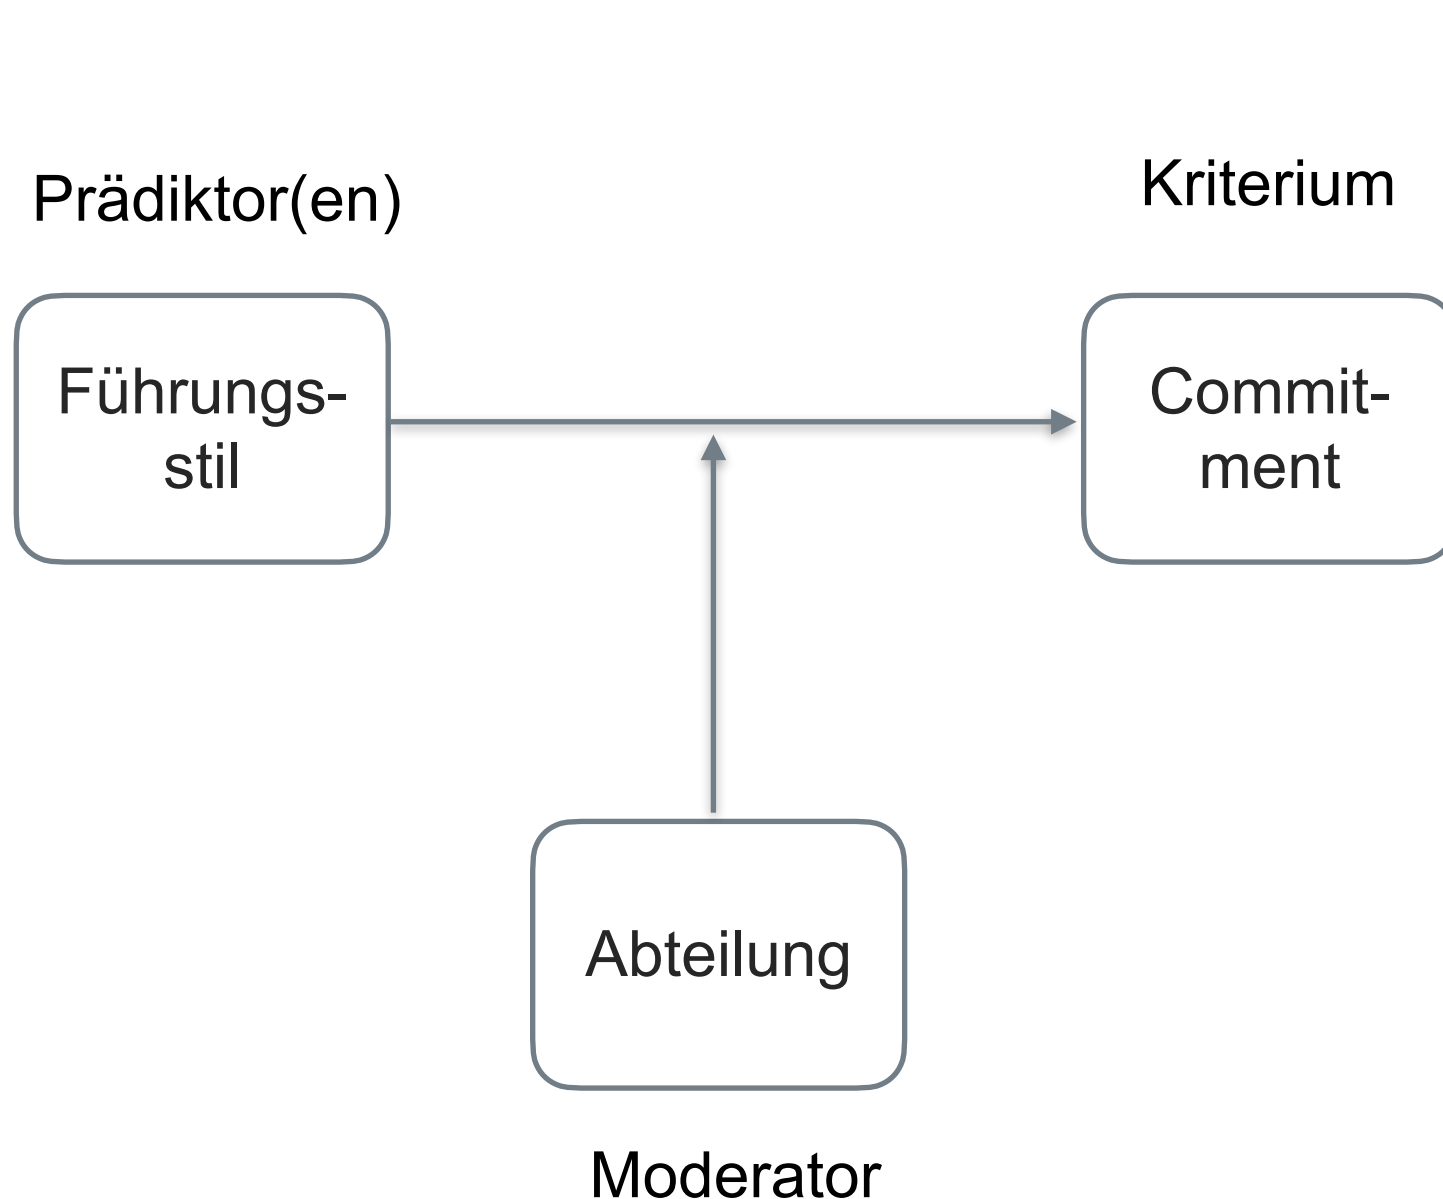 Prädiktor(en)
Kriterium
Führungs-
stil
Commit-
ment
Abteilung
Moderator